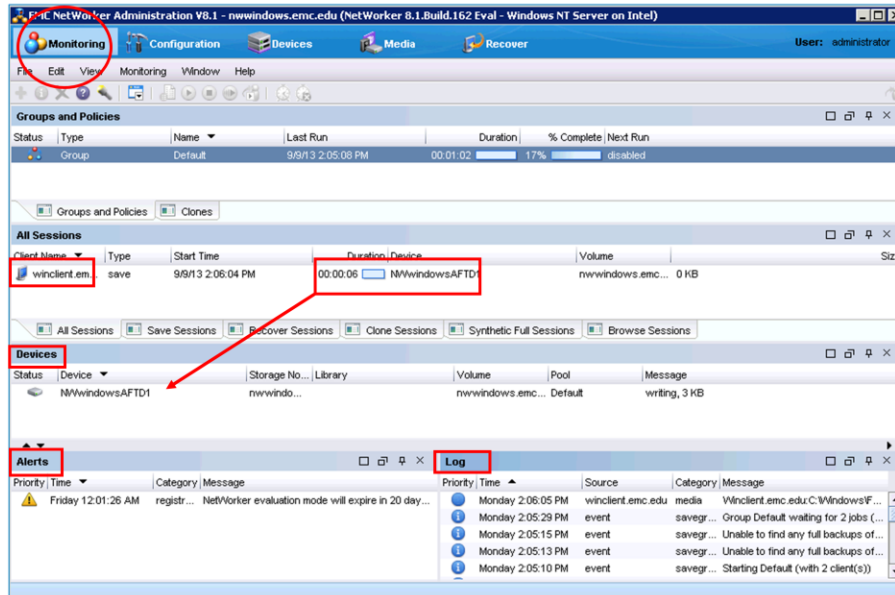 EMC NetWorker Administration V8.1 - nwwindows.emc.edu (NetWorker 8.1.Build.162 Eval - Windows NT Server on Intel)
Monitoring Configuration Devices Media Recover User: administrator
File Edit View Monitoring Window Help
Groups and Policies
Status Type Name Last Run Duration % Complete Next Run
Group Default 9/9/13 2:05:08 PM 00:01:02 17% disabled
Groups and Policies Clones
All Sessions
Client Name Type Start Time Duration Device Volume Siz
winclient.em... save 9/9/13 2:06:04 PM 00:00:06 NWwindowsAFTD1 nwwindows.emc... 0 KB
All Sessions Save Sessions Recover Sessions Clone Sessions Synthetic Full Sessions Browse Sessions
Devices
Status Device Storage No... Library Volume Pool Message
NWwindowsAFTD1 nwwindo... nwwindows.emc... Default writing, 3 KB
Alerts
Priority Time Category Message
Friday 12:01:26 AM registr... NetWorker evaluation mode will expire in 20 day...
Log
Priority Time Source Category Message
Monday 2:06:05 PM winclient.emc.edu media Winclient.emc.edu:C:\Windows\F...
Monday 2:05:29 PM event savegr... Group Default waiting for 2 jobs (...
Monday 2:05:15 PM event savegr... Unable to find any full backups of...
Monday 2:05:13 PM event savegr... Unable to find any full backups of...
Monday 2:05:10 PM event savegr... Starting Default (with 2 client(s))